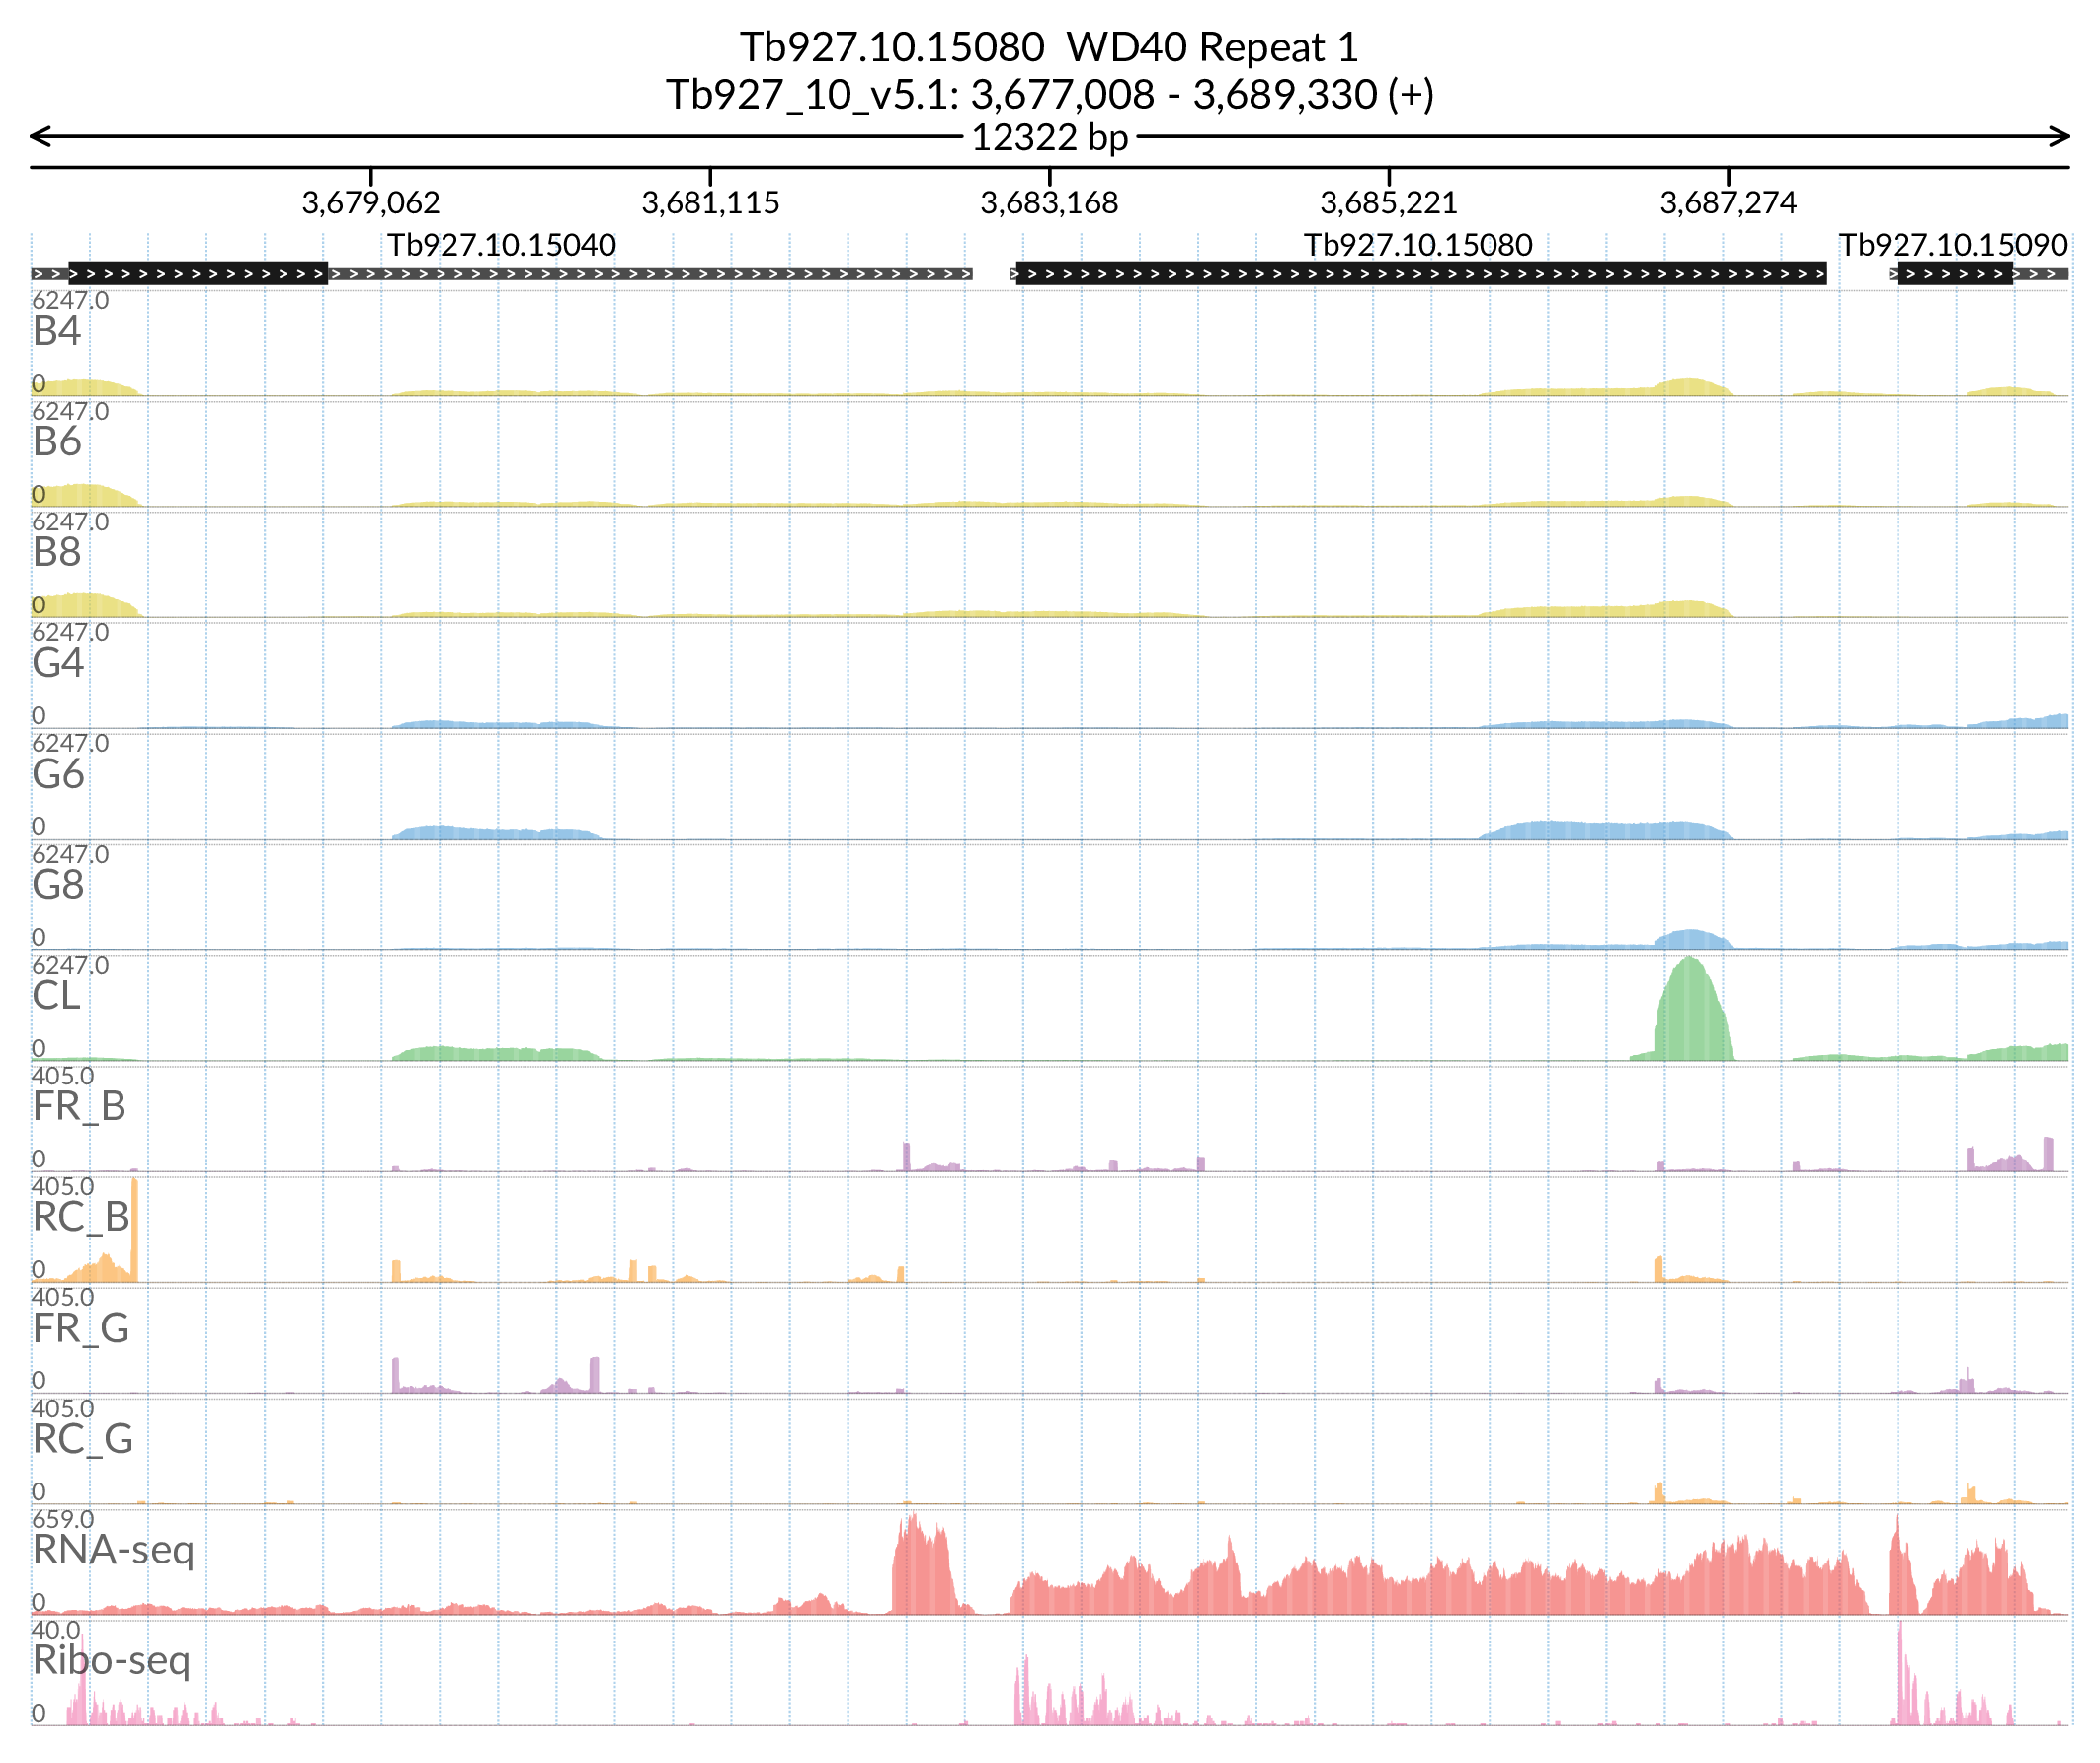 Tb927.10.15080  WD40 Repeat 1
Tb927_10_v5.1: 3,677,008 - 3,689,330 (+)
12322 bp
3,679,062 3,681,115 3,683,168 3,685,221 3,687,274
Tb927.10.15040 Tb927.10.15080 Tb927.10.15090
6247.0
B4
0
6247.0
B6
0
6247.0
B8
0
6247.0
G4
0
6247.0
G6
0
6247.0
G8
0
6247.0
CL
0
405.0
FR_B
0
405.0
RC_B
0
405.0
FR_G
0
405.0
RC_G
0
659.0
RNA-seq
0
40.0
Ribo-seq
0